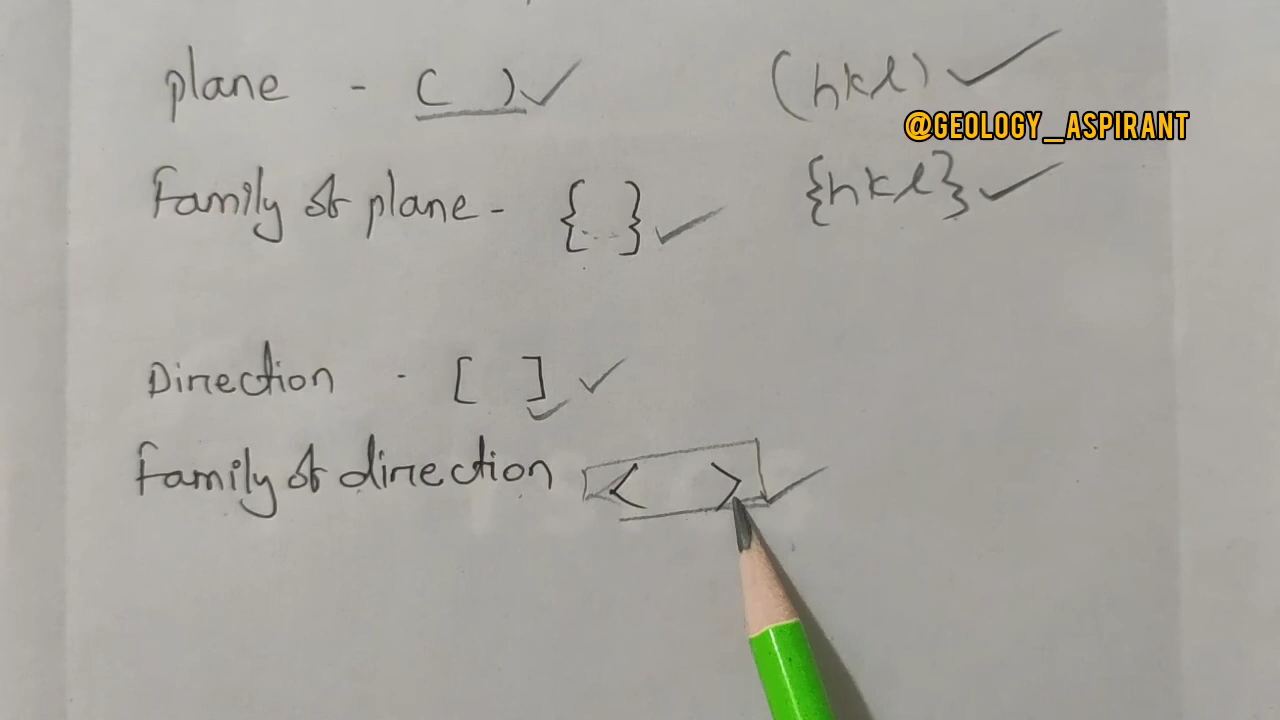 plane - ( ) (hkl)
@GEOLOGY_ASPIRANT
Family of plane - {...} {hkl}
Direction - [ ]
Family of direction < >